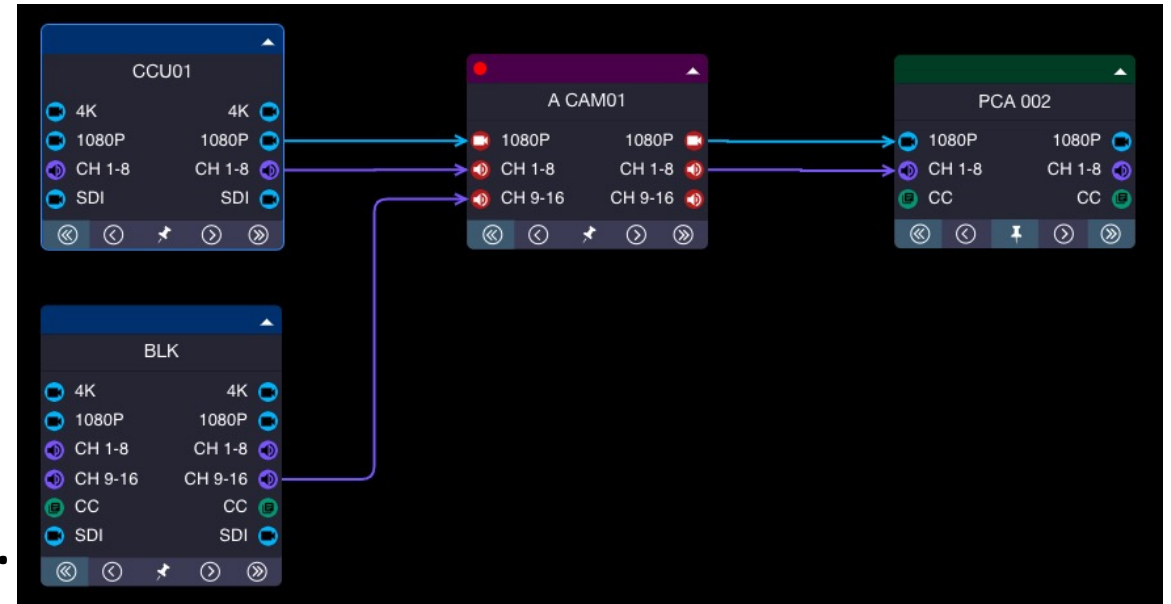 CCU01
4K 4K
1080P 1080P
CH 1-8 CH 1-8
SDI SDI
A CAM01
1080P 1080P
CH 1-8 CH 1-8
CH 9-16 CH 9-16
PCA 002
1080P 1080P
CH 1-8 CH 1-8
CC CC
BLK
4K 4K
1080P 1080P
CH 1-8 CH 1-8
CH 9-16 CH 9-16
CC CC
SDI SDI